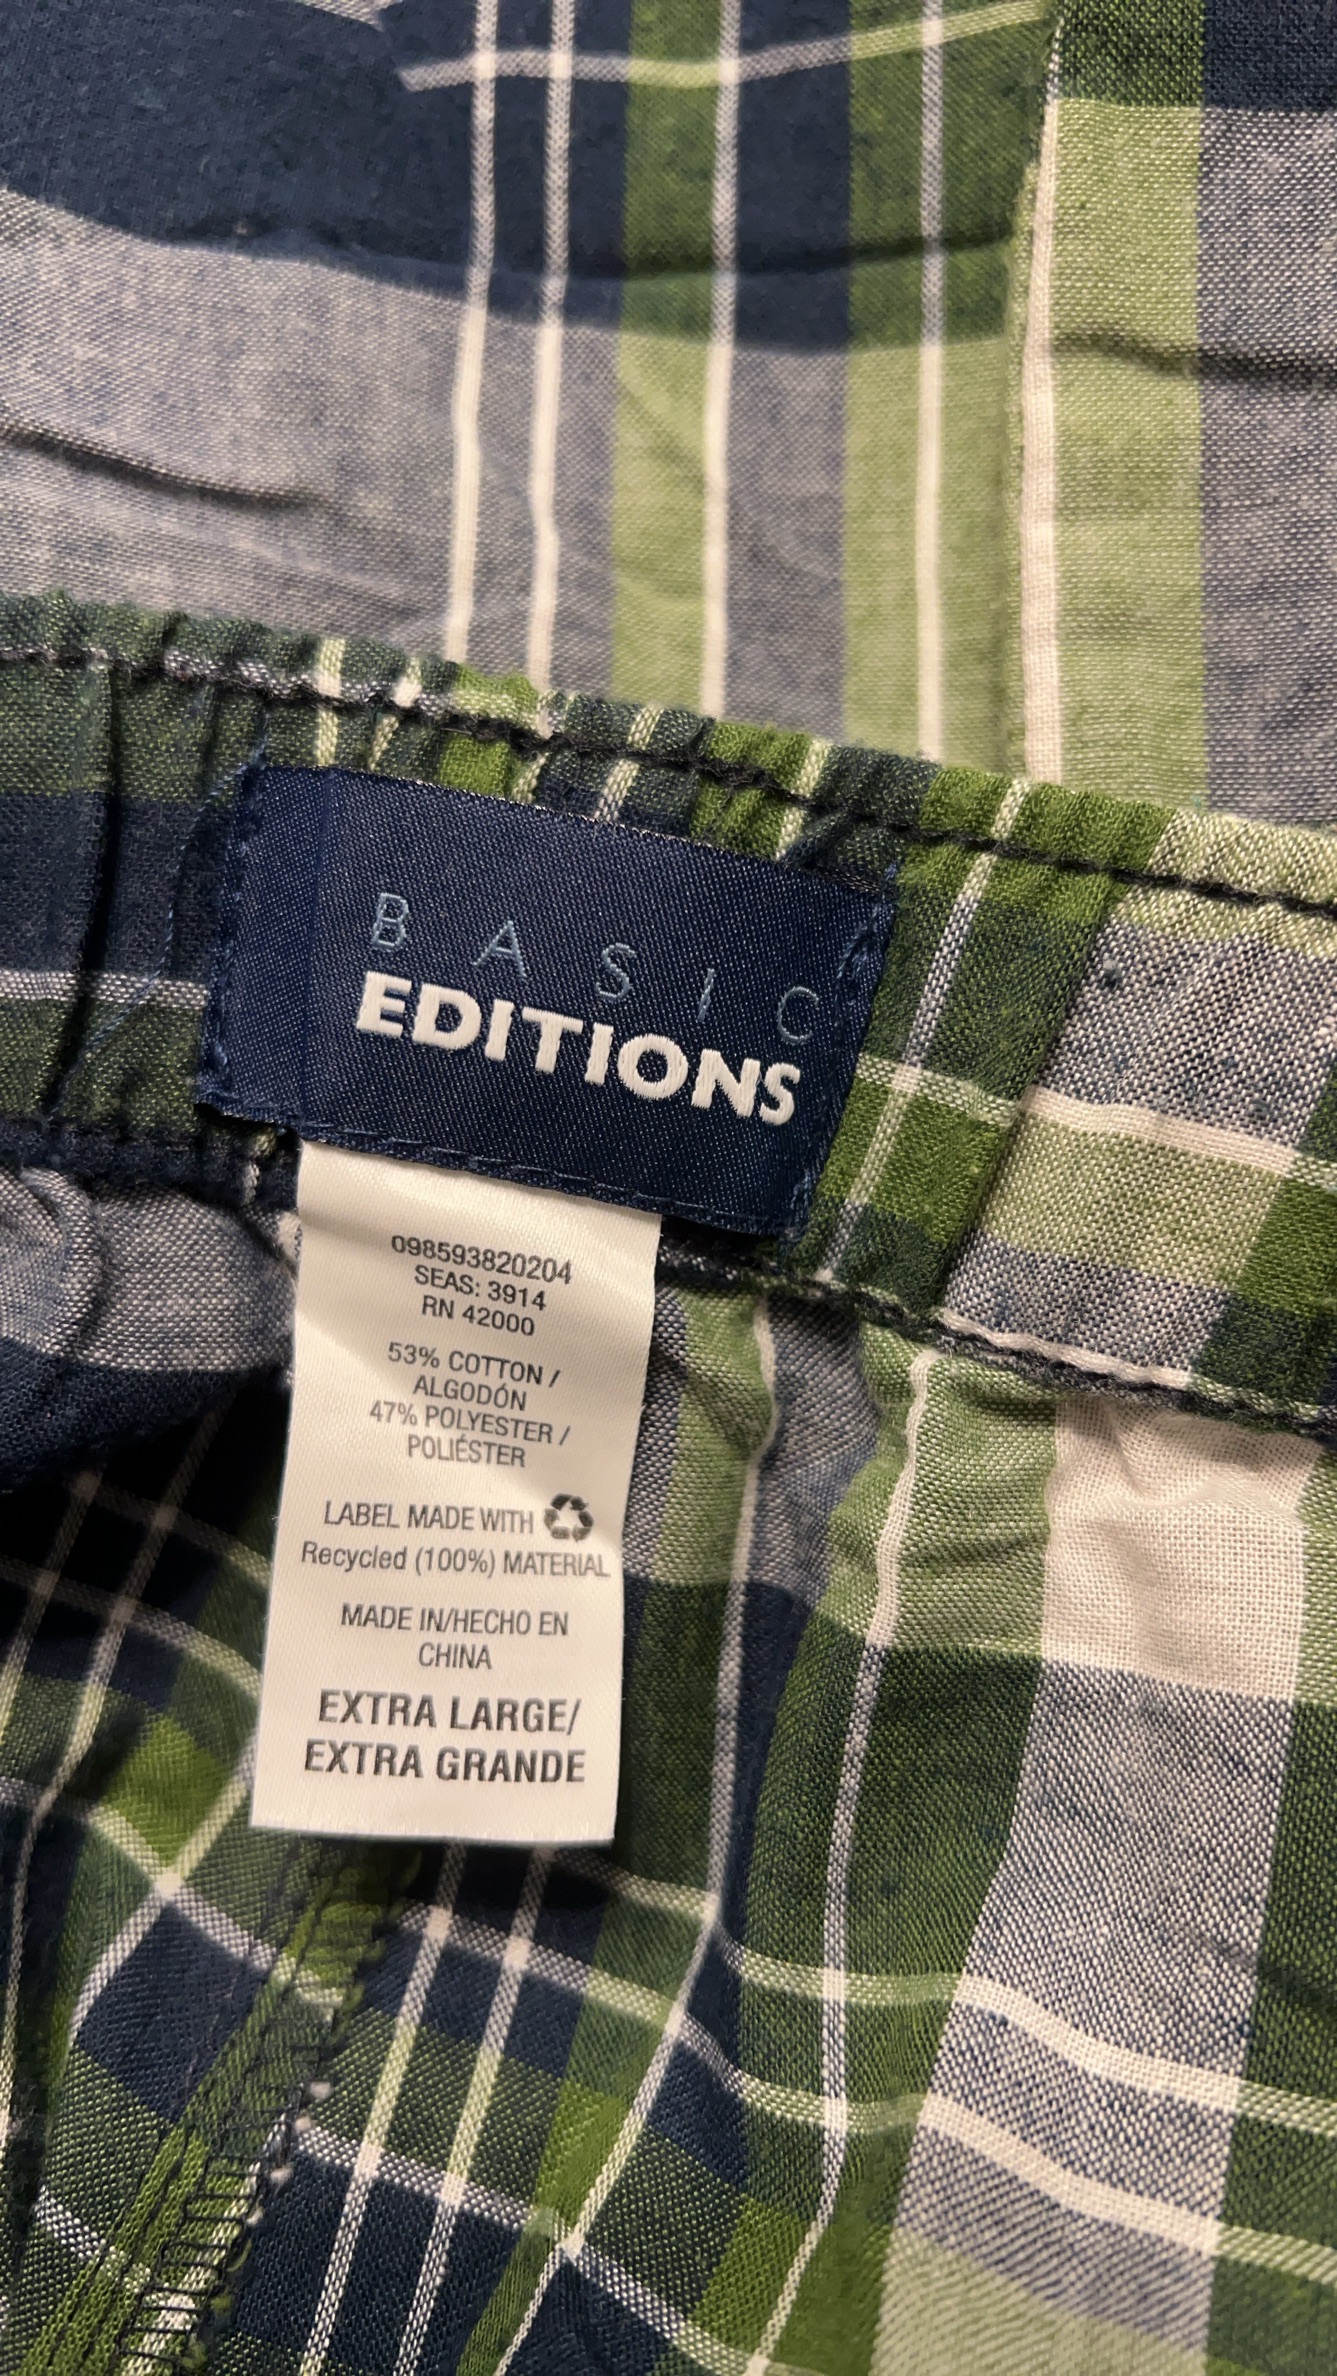 BASIC
EDITIONS
098593820204
SEAS: 3914
RN 42000
53% COTTON /
ALGODÓN
47% POLYESTER /
POLIÉSTER
LABEL MADE WITH
Recycled (100%) MATERIAL
MADE IN/HECHO EN
CHINA
EXTRA LARGE/
EXTRA GRANDE